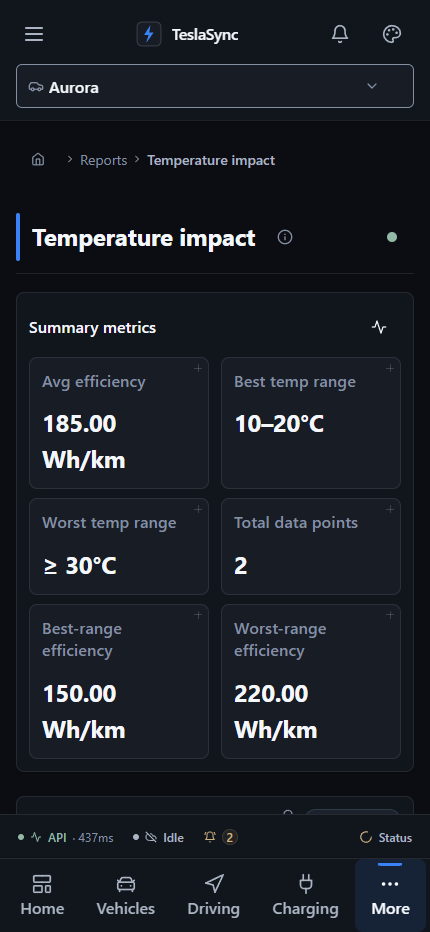 TeslaSync
Aurora
Reports
Temperature impact
Temperature impact
Summary metrics
Avg efficiency
185.00
Wh/km
Best temp range
10–20°C
Worst temp range
≥ 30°C
Total data points
2
Best-range
efficiency
150.00
Wh/km
Worst-range
efficiency
220.00
Wh/km
API · 437ms
Idle
2
Status
Home
Vehicles
Driving
Charging
More